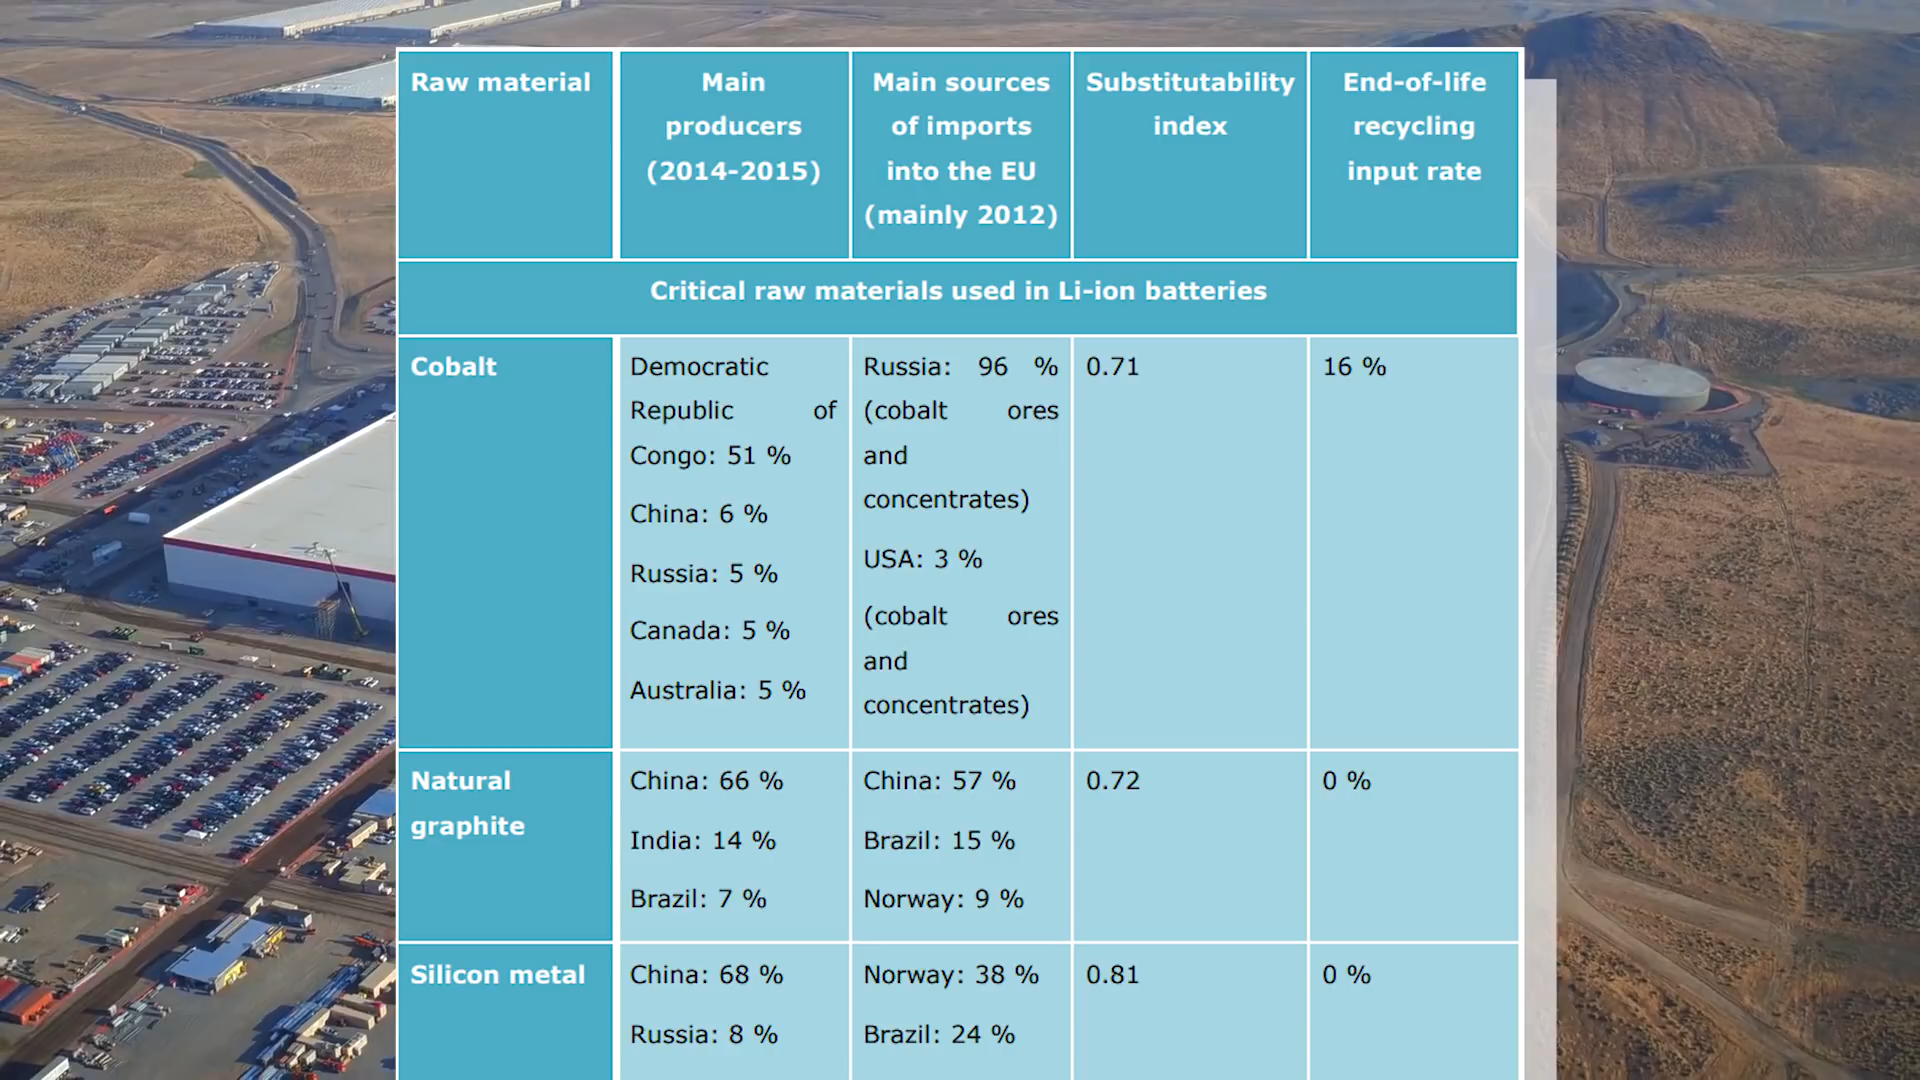 Raw material
Main
producers
(2014-2015)
Main sources
of imports
into the EU
(mainly 2012)
Substitutability
index
End-of-life
recycling
input rate
Critical raw materials used in Li-ion batteries
Cobalt
Democratic
Republic of
Congo: 51 %
China: 6 %
Russia: 5 %
Canada: 5 %
Australia: 5 %
Russia: 96 %
(cobalt ores
and
concentrates)
USA: 3 %
(cobalt ores
and
concentrates)
0.71
16 %
Natural
graphite
China: 66 %
India: 14 %
Brazil: 7 %
China: 57 %
Brazil: 15 %
Norway: 9 %
0.72
0 %
Silicon metal
China: 68 %
Russia: 8 %
Norway: 38 %
Brazil: 24 %
0.81
0 %